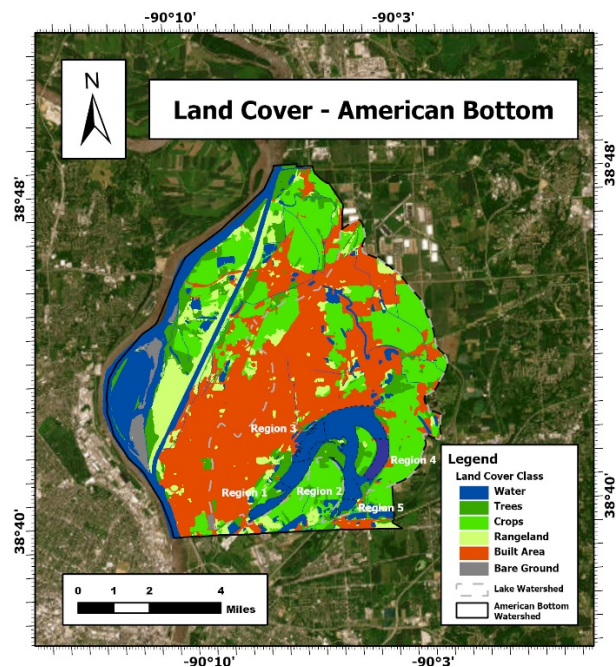 -90°10'
-90°3'
N
Land Cover - American Bottom
38°48'
38°48'
Region 3
Region 4
Region 1
Region 2
Region 5
Legend
Land Cover Class
Water
Trees
Crops
Rangeland
Built Area
Bare Ground
Lake Watershed
American Bottom
Watershed
38°40'
38°40'
0 1 2 4
Miles
-90°10'
-90°3'